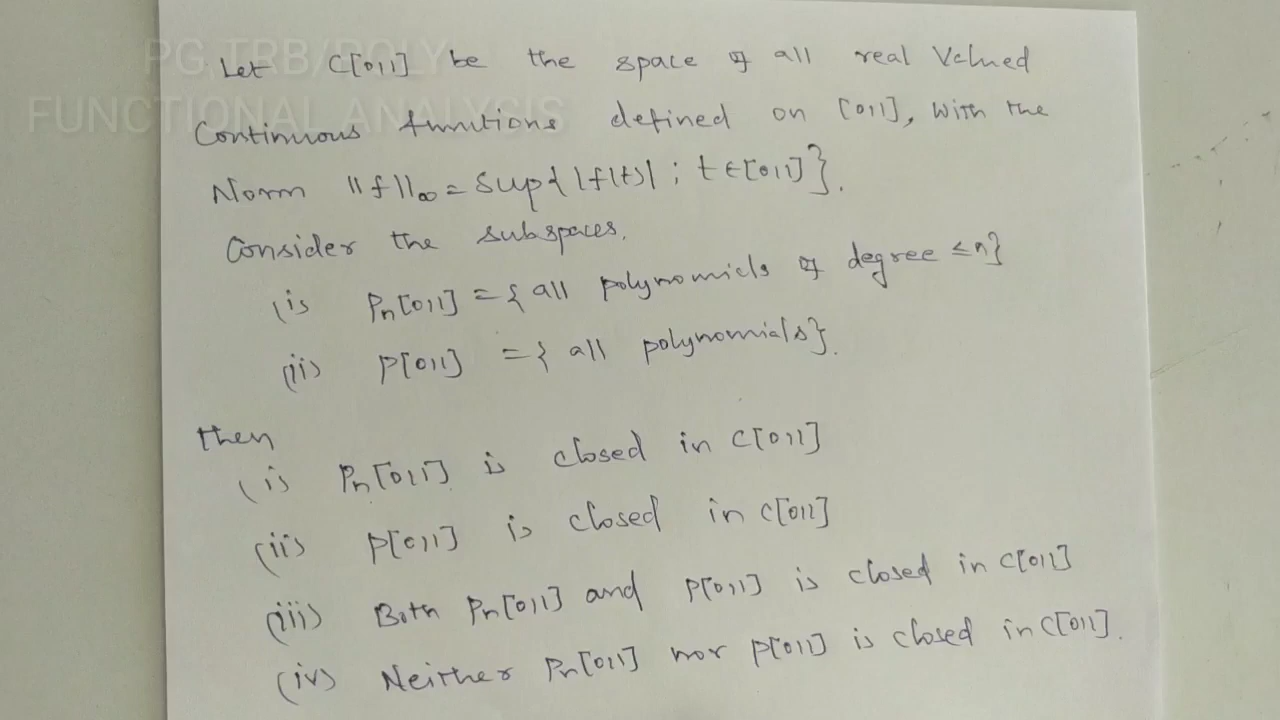 PG TRB/POLY
FUNCTIONAL ANALYSIS
Let C[0,1] be the space of all real Valued
Continuous functions defined on [0,1], with the
Norm ||f||∞ = Sup{ |f(t)| ; t ∈ [0,1]}.
Consider the subspaces.
(i) Pn[0,1] = { all polynomials of degree ≤ n}
(ii) P[0,1] = { all polynomials}.
then
(i) Pn[0,1] is closed in C[0,1]
(ii) P[0,1] is closed in C[0,1]
(iii) Both Pn[0,1] and P[0,1] is closed in C[0,1]
(iv) Neither Pn[0,1] nor P[0,1] is closed in C[0,1].